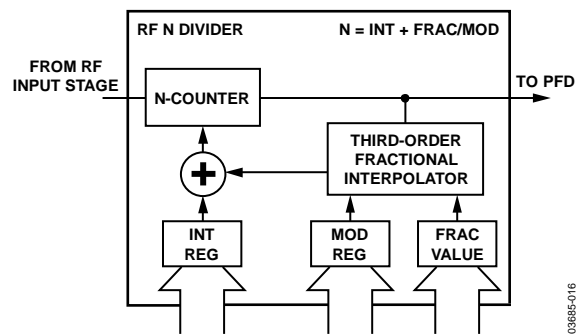 RF N DIVIDER
N = INT + FRAC/MOD
FROM RF
INPUT STAGE
TO PFD
N-COUNTER
THIRD-ORDER
FRACTIONAL
INTERPOLATOR
+
INT
REG
MOD
REG
FRAC
VALUE
03685-016